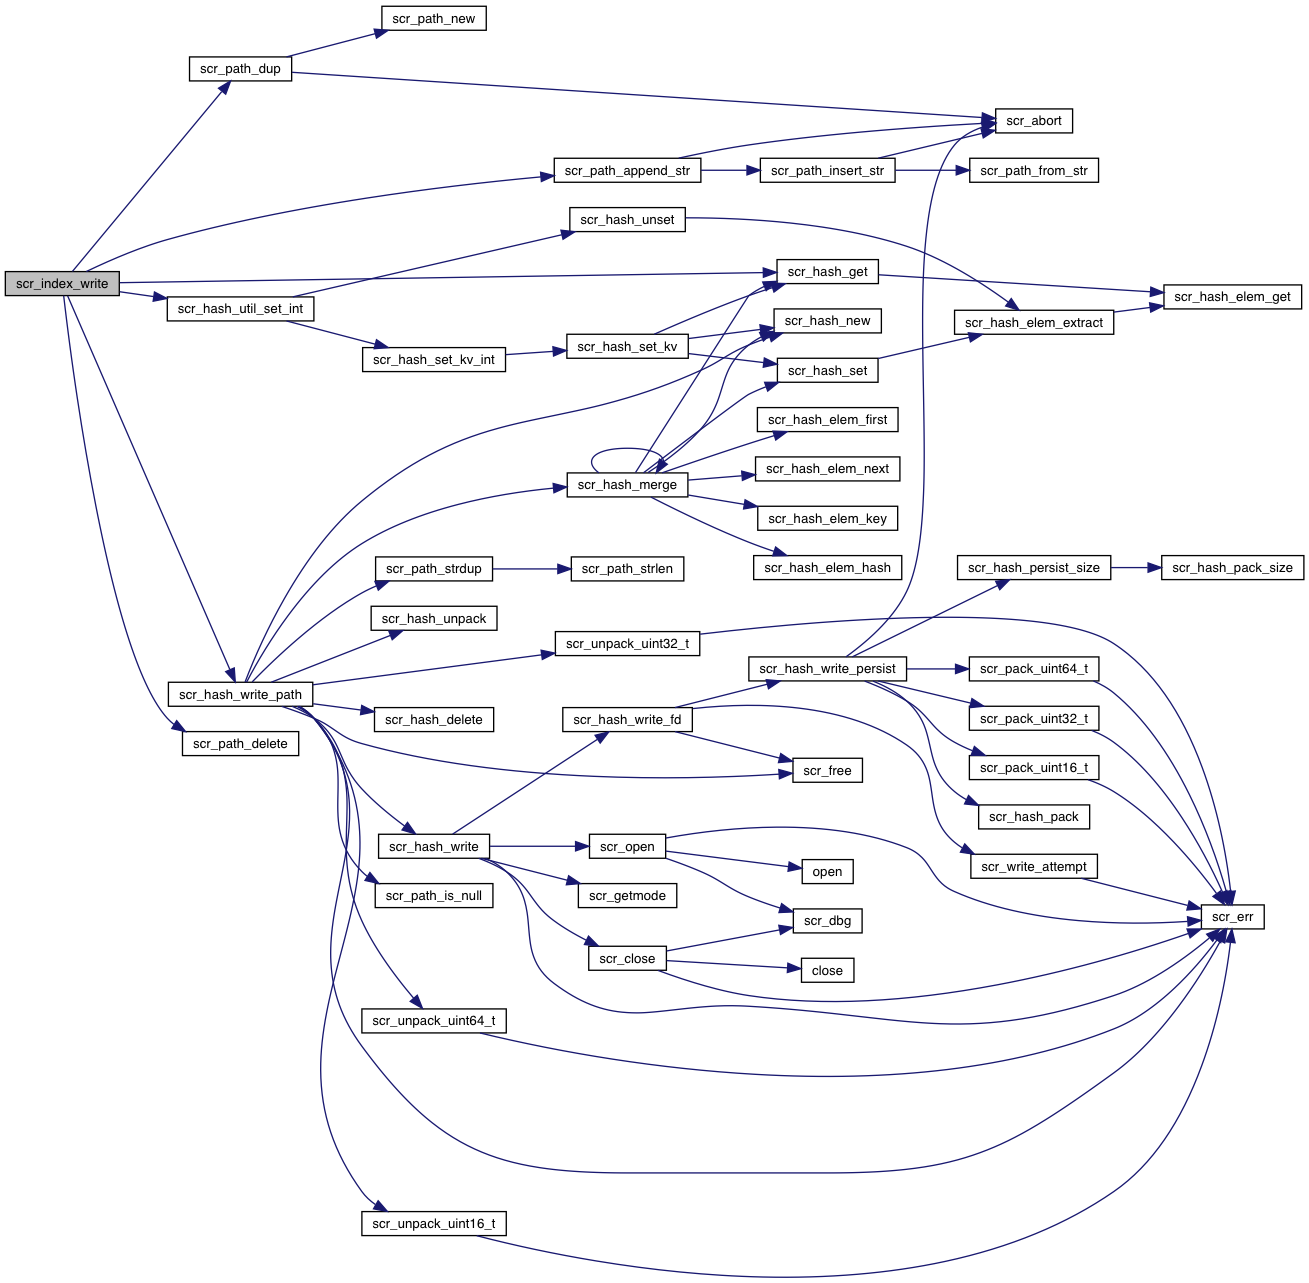 scr_path_new
scr_path_dup
scr_abort
scr_path_append_str
scr_path_insert_str
scr_path_from_str
scr_hash_unset
scr_index_write
scr_hash_get
scr_hash_elem_get
scr_hash_util_set_int
scr_hash_new
scr_hash_elem_extract
scr_hash_set_kv
scr_hash_set_kv_int
scr_hash_set
scr_hash_elem_first
scr_hash_elem_next
scr_hash_merge
scr_hash_elem_key
scr_hash_elem_hash
scr_path_strdup
scr_path_strlen
scr_hash_persist_size
scr_hash_pack_size
scr_hash_unpack
scr_unpack_uint32_t
scr_hash_write_persist
scr_pack_uint64_t
scr_hash_write_path
scr_hash_delete
scr_hash_write_fd
scr_pack_uint32_t
scr_path_delete
scr_free
scr_pack_uint16_t
scr_hash_pack
scr_hash_write
scr_open
scr_write_attempt
open
scr_path_is_null
scr_getmode
scr_dbg
scr_err
scr_close
close
scr_unpack_uint64_t
scr_unpack_uint16_t